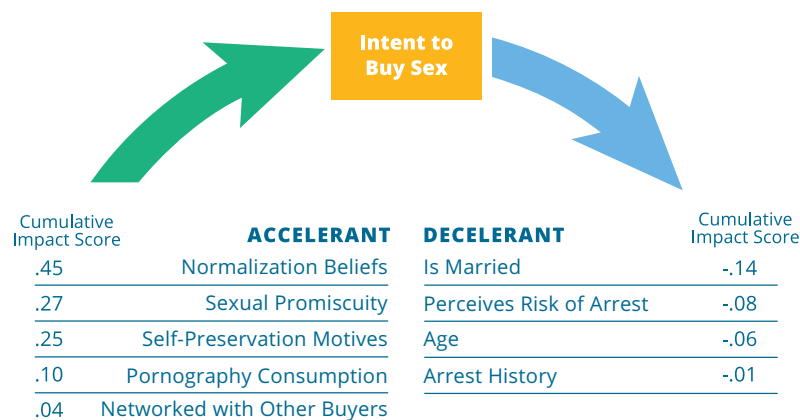 Intent to
Buy Sex
Cumulative
Impact Score
ACCELERANT
DECELERANT
Cumulative
Impact Score
.45 Normalization Beliefs
Is Married -.14
.27 Sexual Promiscuity
Perceives Risk of Arrest -.08
.25 Self-Preservation Motives
Age -.06
.10 Pornography Consumption
Arrest History -.01
.04 Networked with Other Buyers